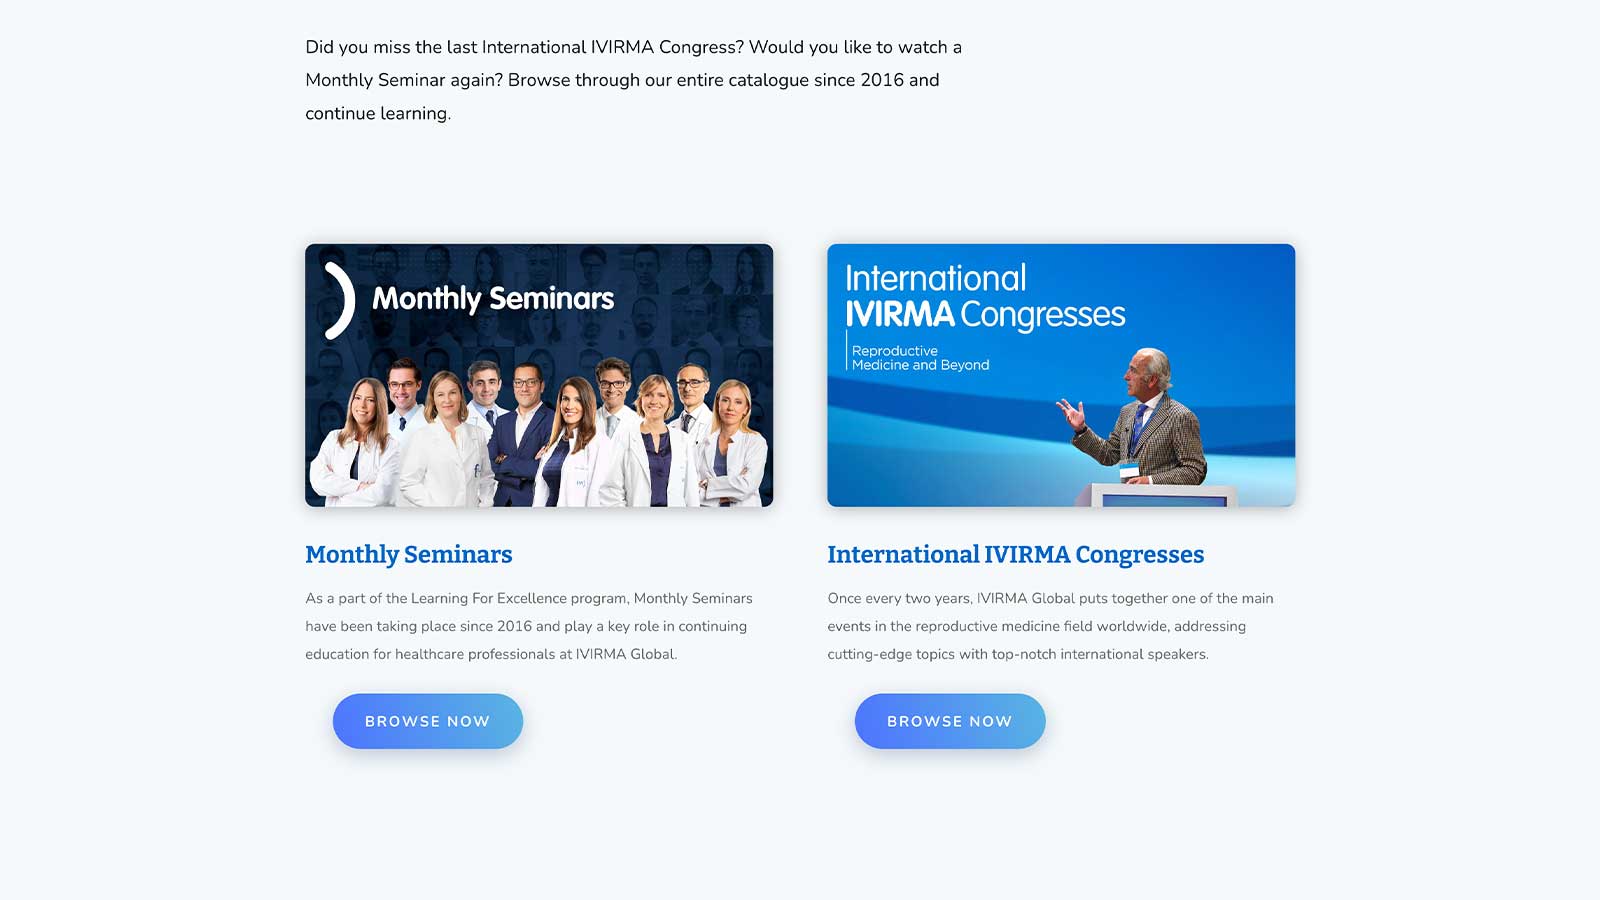 Did you miss the last International IVIRMA Congress? Would you like to watch a
Monthly Seminar again? Browse through our entire catalogue since 2016 and
continue learning.
Monthly Seminars
International
IVIRMA Congresses
Reproductive
Medicine and Beyond
Monthly Seminars
As a part of the Learning For Excellence program, Monthly Seminars
have been taking place since 2016 and play a key role in continuing
education for healthcare professionals at IVIRMA Global.
BROWSE NOW
International IVIRMA Congresses
Once every two years, IVIRMA Global puts together one of the main
events in the reproductive medicine field worldwide, addressing
cutting-edge topics with top-notch international speakers.
BROWSE NOW